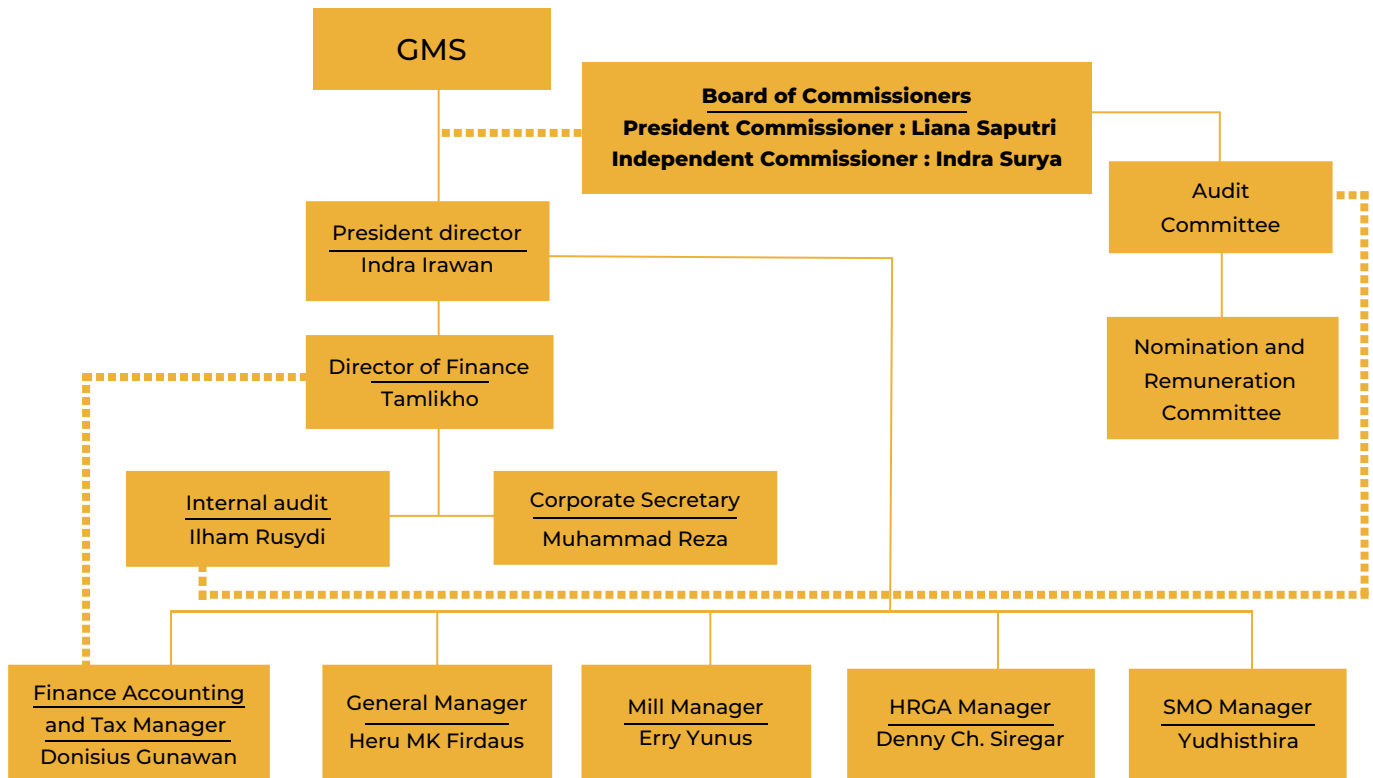 GMS
Board of Commissioners
President Commissioner : Liana Saputri
Independent Commissioner : Indra Surya
Audit
Committee
President director
Indra Irawan
Nomination and
Remuneration
Committee
Director of Finance
Tamlikho
Internal audit
Ilham Rusydi
Corporate Secretary
Muhammad Reza
Finance Accounting
and Tax Manager
Donisius Gunawan
General Manager
Heru MK Firdaus
Mill Manager
Erry Yunus
HRGA Manager
Denny Ch. Siregar
SMO Manager
Yudhisthira